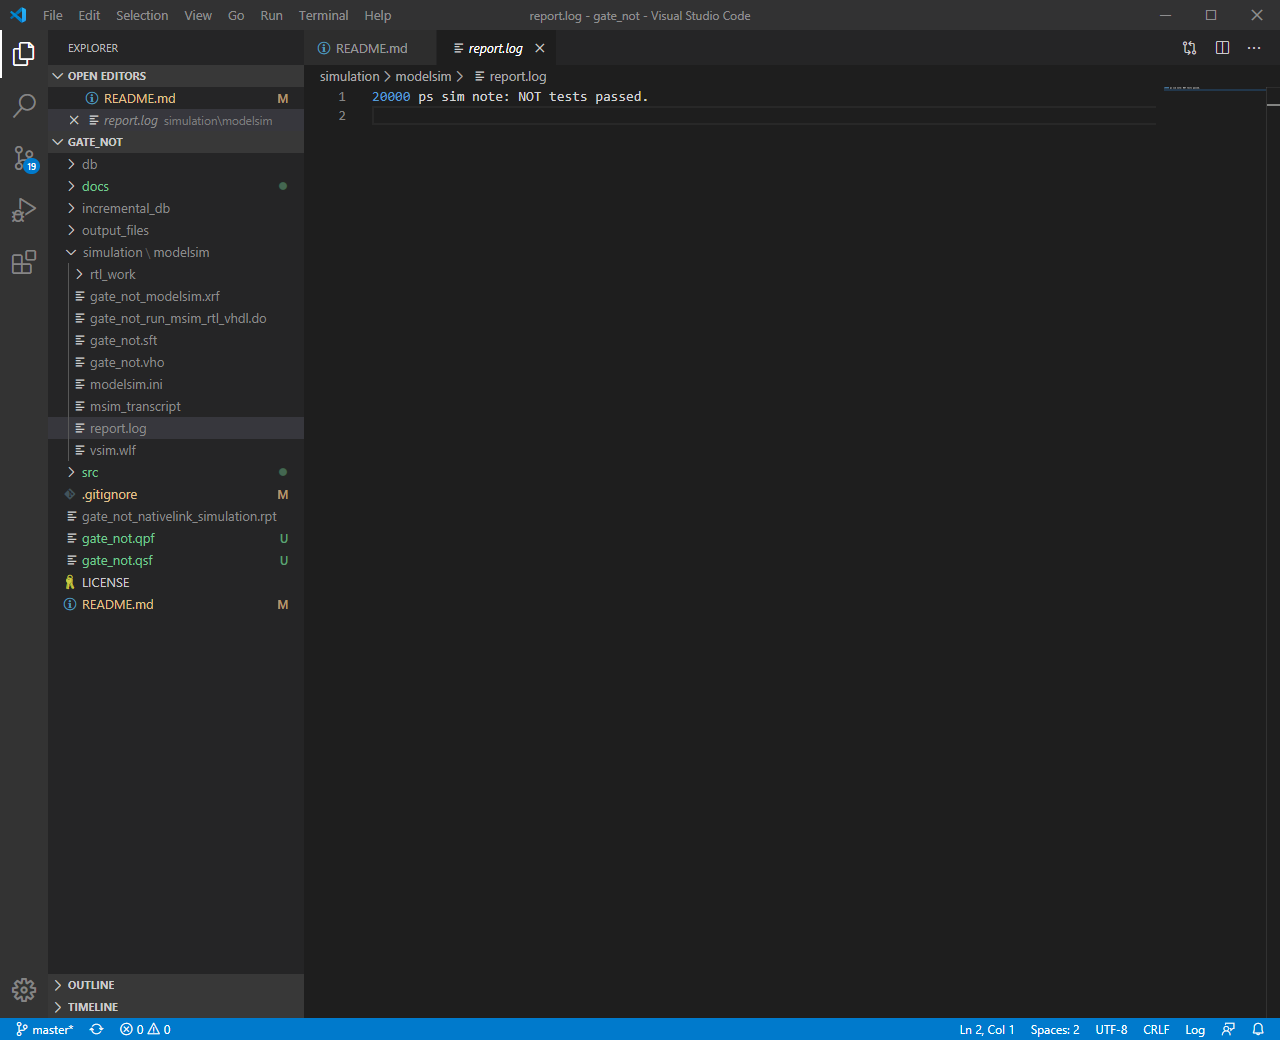 File Edit Selection View Go Run Terminal Help report.log - gate_not - Visual Studio Code
EXPLORER
OPEN EDITORS
README.md M
report.log simulation\modelsim
GATE_NOT
db
docs
incremental_db
output_files
simulation \ modelsim
rtl_work
gate_not_modelsim.xrf
gate_not_run_msim_rtl_vhdl.do
gate_not.sft
gate_not.vho
modelsim.ini
msim_transcript
report.log
vsim.wlf
src
.gitignore M
gate_not_nativelink_simulation.rpt
gate_not.qpf U
gate_not.qsf U
LICENSE
README.md M
OUTLINE
TIMELINE
19
README.md report.log
simulation > modelsim > report.log
1 20000 ps sim note: NOT tests passed.
2
master* 0 0 Ln 2, Col 1 Spaces: 2 UTF-8 CRLF Log